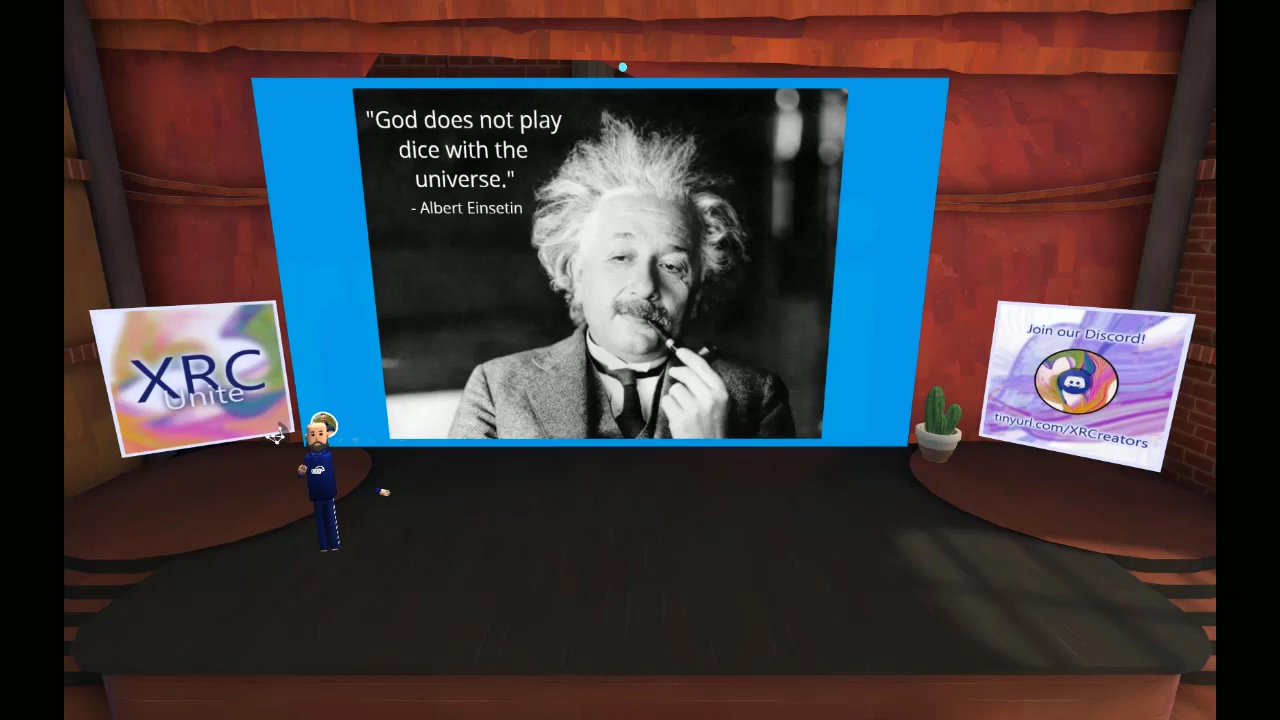 "God does not play
dice with the
universe."
- Albert Einsetin
XRC
Unite
Join our Discord!
tinyurl.com/XRCreators